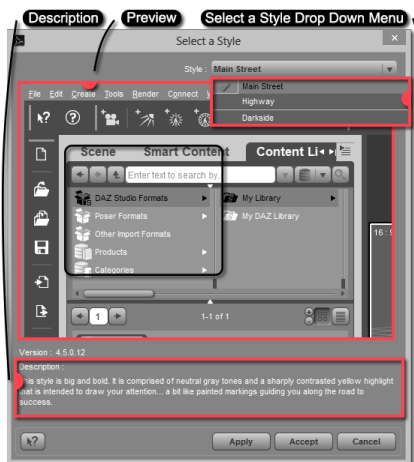 Description Preview Select a Style Drop Down Menu
Select a Style
Style : Main Street
Main Street
Highway
Darkside
File Edit Create Tools Render Connect
Scene Smart Content Content Li
Enter text to search by
DAZ Studio Formats My Library
Poser Formats My DAZ Library
Other Import Formats
Products
Categories
16 : 9
1 1-1 of 1
Version : 4.5.0.12
Description :
This style is big and bold. It is comprised of neutral gray tones and a sharply contrasted yellow highlight
that is intended to draw your attention... a bit like painted markings guiding you along the road to
success.
Apply Accept Cancel